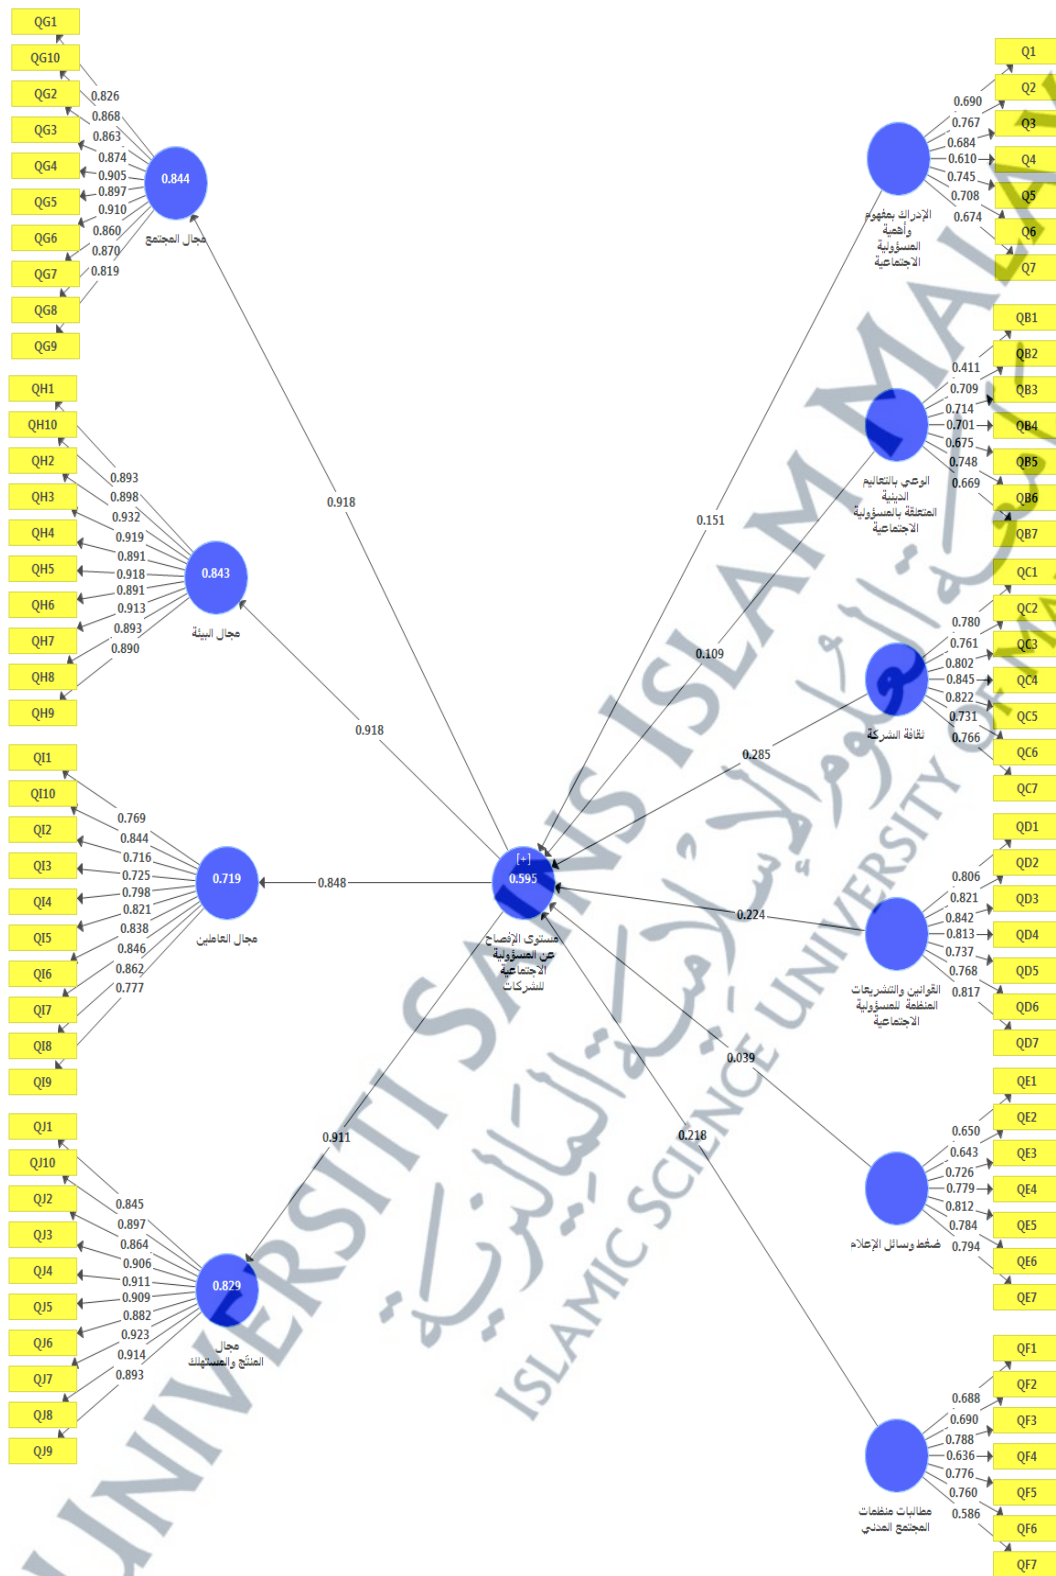 QG1
QG10
QG2
QG3
QG4
QG5
QG6
QG7
QG8
QG9
0.826
0.868
0.863
0.874
0.905
0.897
0.910
0.860
0.870
0.819
0.844
مجال المجتمع
QH1
QH10
QH2
QH3
QH4
QH5
QH6
QH7
QH8
QH9
0.893
0.898
0.932
0.919
0.891
0.918
0.891
0.913
0.893
0.890
0.843
مجال البيئة
QI1
QI10
QI2
QI3
QI4
QI5
QI6
QI7
QI8
QI9
0.769
0.844
0.716
0.725
0.798
0.821
0.838
0.846
0.862
0.777
0.719
مجال العاملين
QJ1
QJ10
QJ2
QJ3
QJ4
QJ5
QJ6
QJ7
QJ8
QJ9
0.845
0.897
0.864
0.906
0.911
0.909
0.882
0.923
0.914
0.893
0.829
مجال
المنتج والمستهلك
0.918
0.918
0.848
0.911
[+]
0.595
مستوى الإفصاح
عن المسؤولية
الاجتماعية
للشركات
0.151
0.109
0.285
0.224
0.039
0.218
الإدراك بمفهوم
وأهمية
المسؤولية
الاجتماعية
0.690
0.767
0.684
0.610
0.745
0.708
0.674
Q1
Q2
Q3
Q4
Q5
Q6
Q7
الوعي بالتعاليم
الدينية
المتعلقة بالمسؤولية
الاجتماعية
0.411
0.709
0.714
0.701
0.675
0.748
0.669
QB1
QB2
QB3
QB4
QB5
QB6
QB7
ثقافة الشركة
0.780
0.761
0.802
0.845
0.822
0.731
0.766
QC1
QC2
QC3
QC4
QC5
QC6
QC7
القوانين والتشريعات
المنظمة للمسؤولية
الاجتماعية
0.806
0.821
0.842
0.813
0.737
0.768
0.817
QD1
QD2
QD3
QD4
QD5
QD6
QD7
ضغط وسائل الإعلام
0.650
0.643
0.726
0.779
0.812
0.784
0.794
QE1
QE2
QE3
QE4
QE5
QE6
QE7
مطالبات منظمات
المجتمع المدني
0.688
0.690
0.788
0.636
0.776
0.760
0.586
QF1
QF2
QF3
QF4
QF5
QF6
QF7
UNIVERSITI SAINS ISLAM MALAY
ISLAMIC SCIENCE UNIVERSITY OF MA